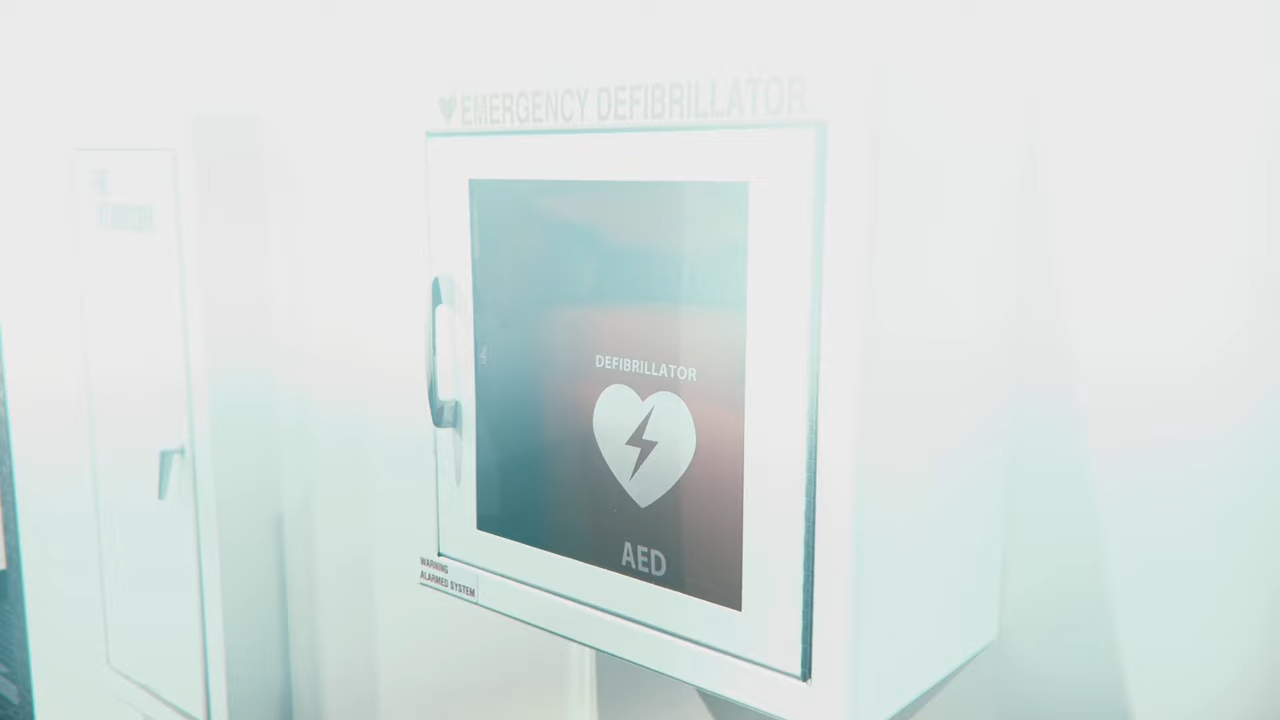 EMERGENCY DEFIBRILLATOR
DEFIBRILLATOR
AED
WARNING
ALARMED SYSTEM